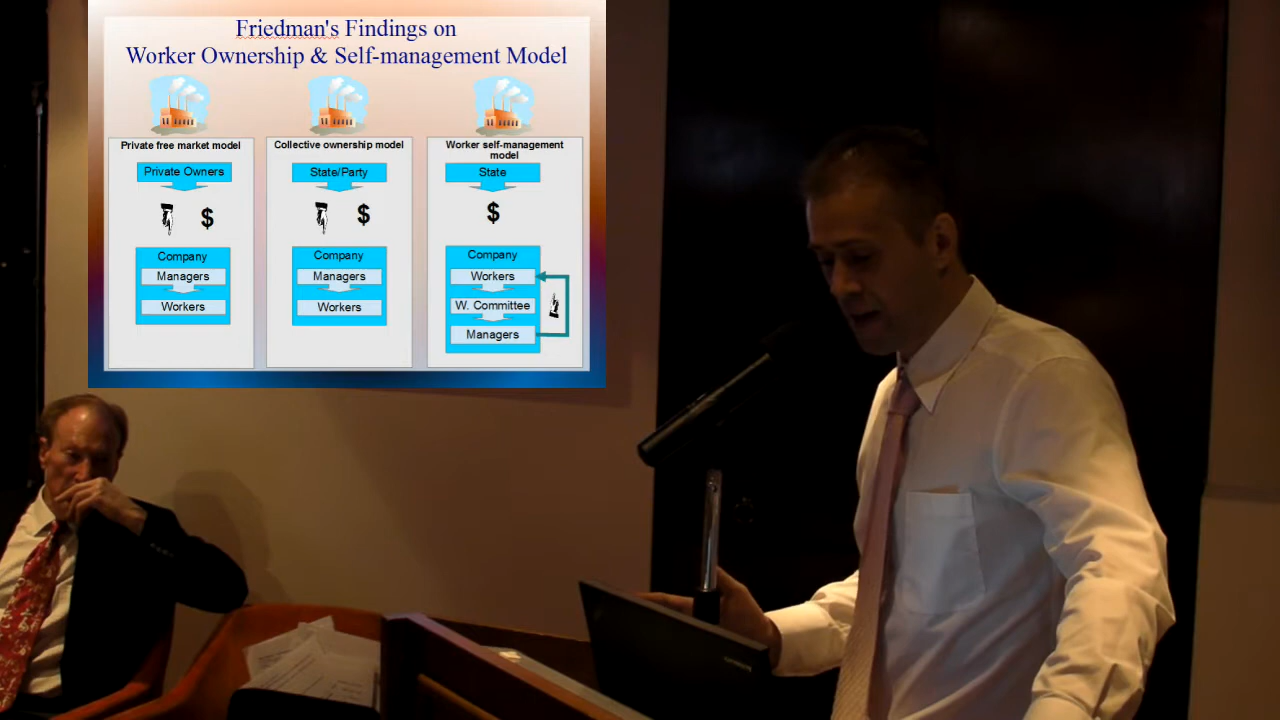 Friedman's Findings on
Worker Ownership & Self-management Model
Private free market model
Private Owners
$
Company
Managers
Workers
Collective ownership model
State/Party
$
Company
Managers
Workers
Worker self-management
model
State
$
Company
Workers
W. Committee
Managers